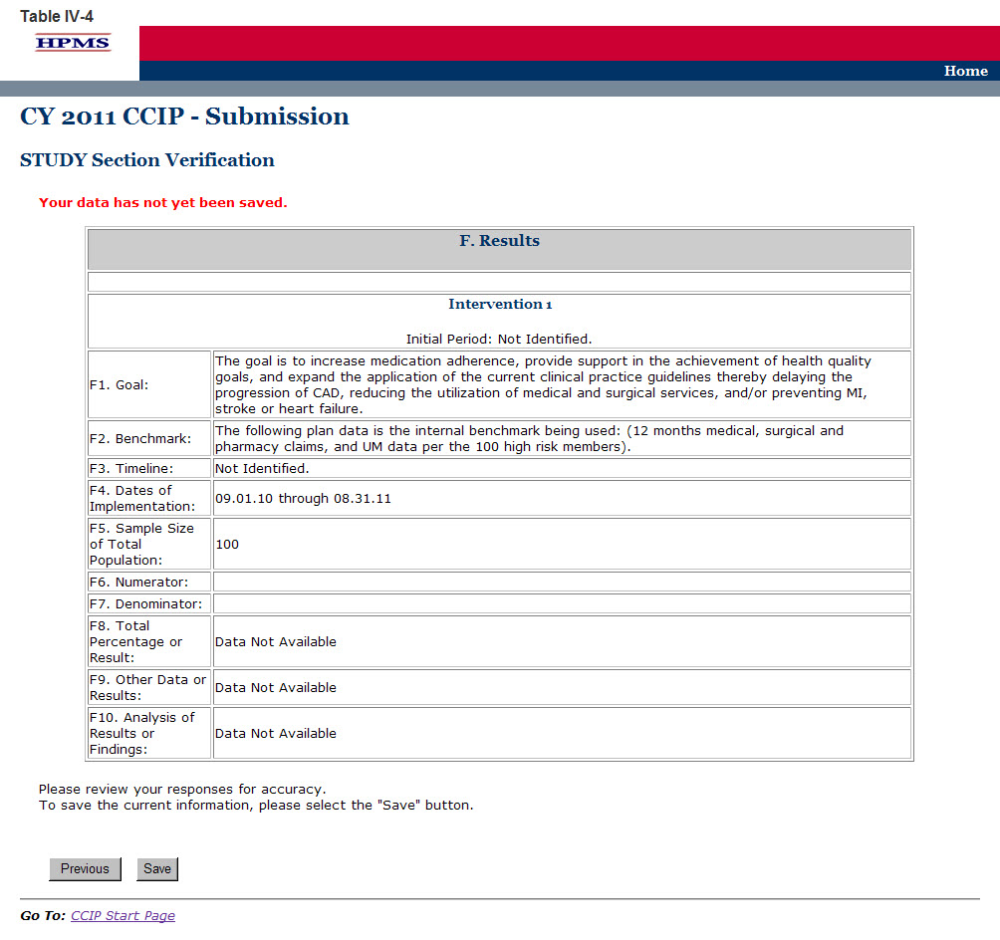 Table IV-4
HPMS
Home
CY 2011 CCIP - Submission
STUDY Section Verification
Your data has not yet been saved.
F. Results
Intervention 1
Initial Period: Not Identified.
F1. Goal:
The goal is to increase medication adherence, provide support in the achievement of health quality
goals, and expand the application of the current clinical practice guidelines thereby delaying the
progression of CAD, reducing the utilization of medical and surgical services, and/or preventing MI,
stroke or heart failure.
F2. Benchmark:
The following plan data is the internal benchmark being used: (12 months medical, surgical and
pharmacy claims, and UM data per the 100 high risk members).
F3. Timeline:
Not Identified.
F4. Dates of
Implementation:
09.01.10 through 08.31.11
F5. Sample Size
of Total
Population:
100
F6. Numerator:
F7. Denominator:
F8. Total
Percentage or
Result:
Data Not Available
F9. Other Data or
Results:
Data Not Available
F10. Analysis of
Results or
Findings:
Data Not Available
Please review your responses for accuracy.
To save the current information, please select the "Save" button.
Previous
Save
Go To: CCIP Start Page